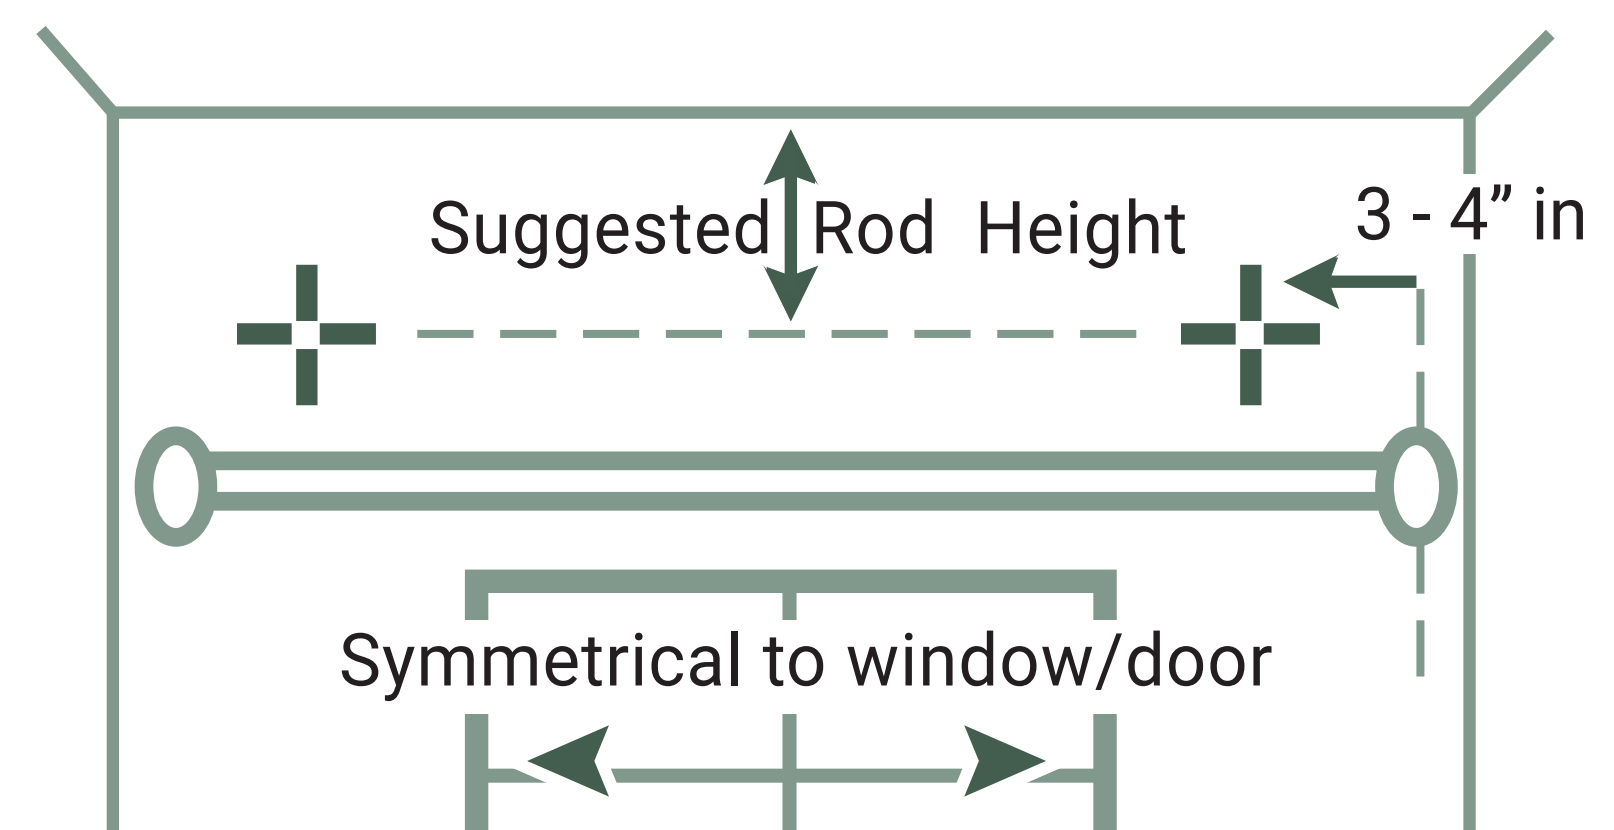 3 - 4” in
Suggested Rod Height
Symmetrical to window/door